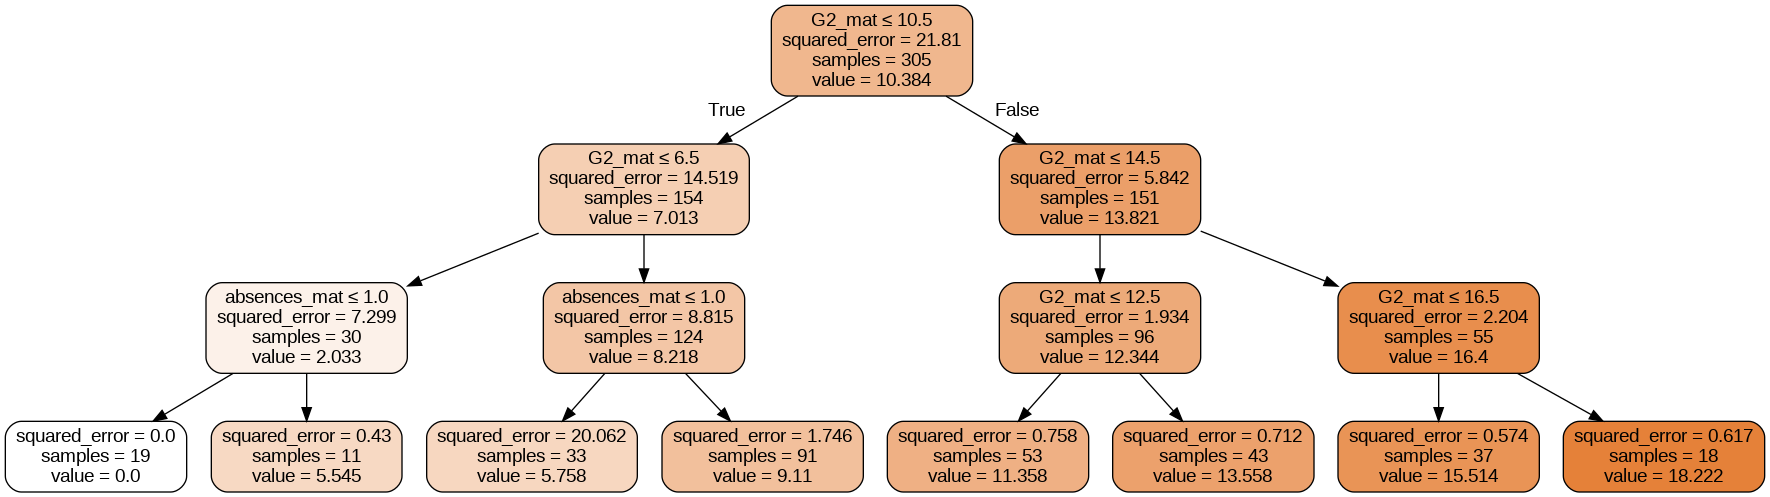 G2_mat ≤ 10.5
squared_error = 21.81
samples = 305
value = 10.384
True
False
G2_mat ≤ 6.5
squared_error = 14.519
samples = 154
value = 7.013
G2_mat ≤ 14.5
squared_error = 5.842
samples = 151
value = 13.821
absences_mat ≤ 1.0
squared_error = 7.299
samples = 30
value = 2.033
absences_mat ≤ 1.0
squared_error = 8.815
samples = 124
value = 8.218
G2_mat ≤ 12.5
squared_error = 1.934
samples = 96
value = 12.344
G2_mat ≤ 16.5
squared_error = 2.204
samples = 55
value = 16.4
squared_error = 0.0
samples = 19
value = 0.0
squared_error = 0.43
samples = 11
value = 5.545
squared_error = 20.062
samples = 33
value = 5.758
squared_error = 1.746
samples = 91
value = 9.11
squared_error = 0.758
samples = 53
value = 11.358
squared_error = 0.712
samples = 43
value = 13.558
squared_error = 0.574
samples = 37
value = 15.514
squared_error = 0.617
samples = 18
value = 18.222